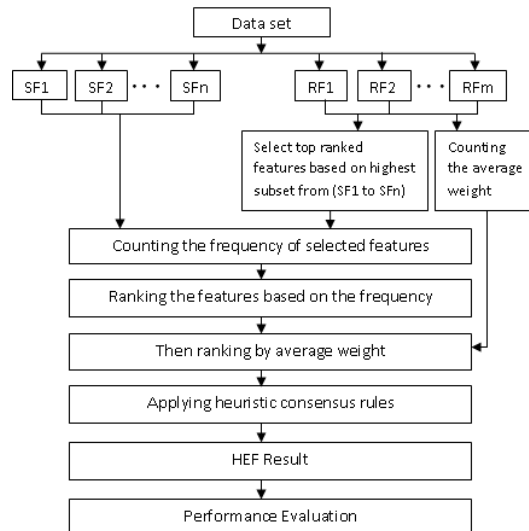 Data set
SF1 SF2 ... SFn RF1 RF2 ... RFm
Select top ranked
features based on highest
subset from (SF1 to SFn)
Counting
the average
weight
Counting the frequency of selected features
Ranking the features based on the frequency
Then ranking by average weight
Applying heuristic consensus rules
HEF Result
Performance Evaluation